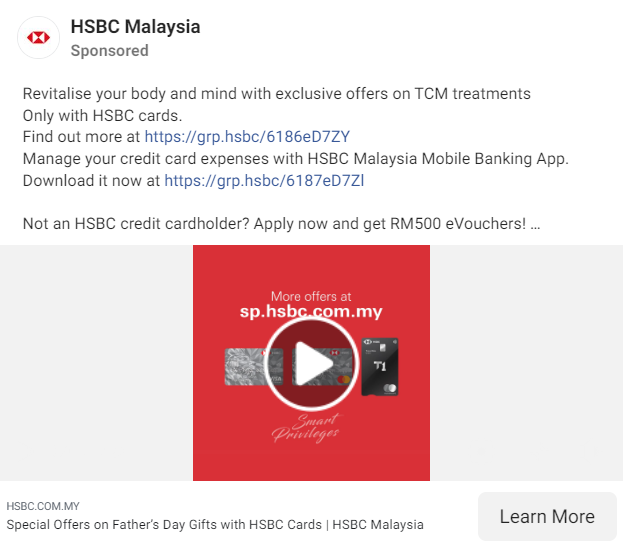 HSBC Malaysia
Sponsored
Revitalise your body and mind with exclusive offers on TCM treatments
Only with HSBC cards.
Find out more at https://grp.hsbc/6186eD7ZY
Manage your credit card expenses with HSBC Malaysia Mobile Banking App.
Download it now at https://grp.hsbc/6187eD7Zl
Not an HSBC credit cardholder? Apply now and get RM500 eVouchers! ...
More offers at
sp.hsbc.com.my
T1
Smart
Privileges
HSBC.COM.MY
Special Offers on Father's Day Gifts with HSBC Cards | HSBC Malaysia
Learn More